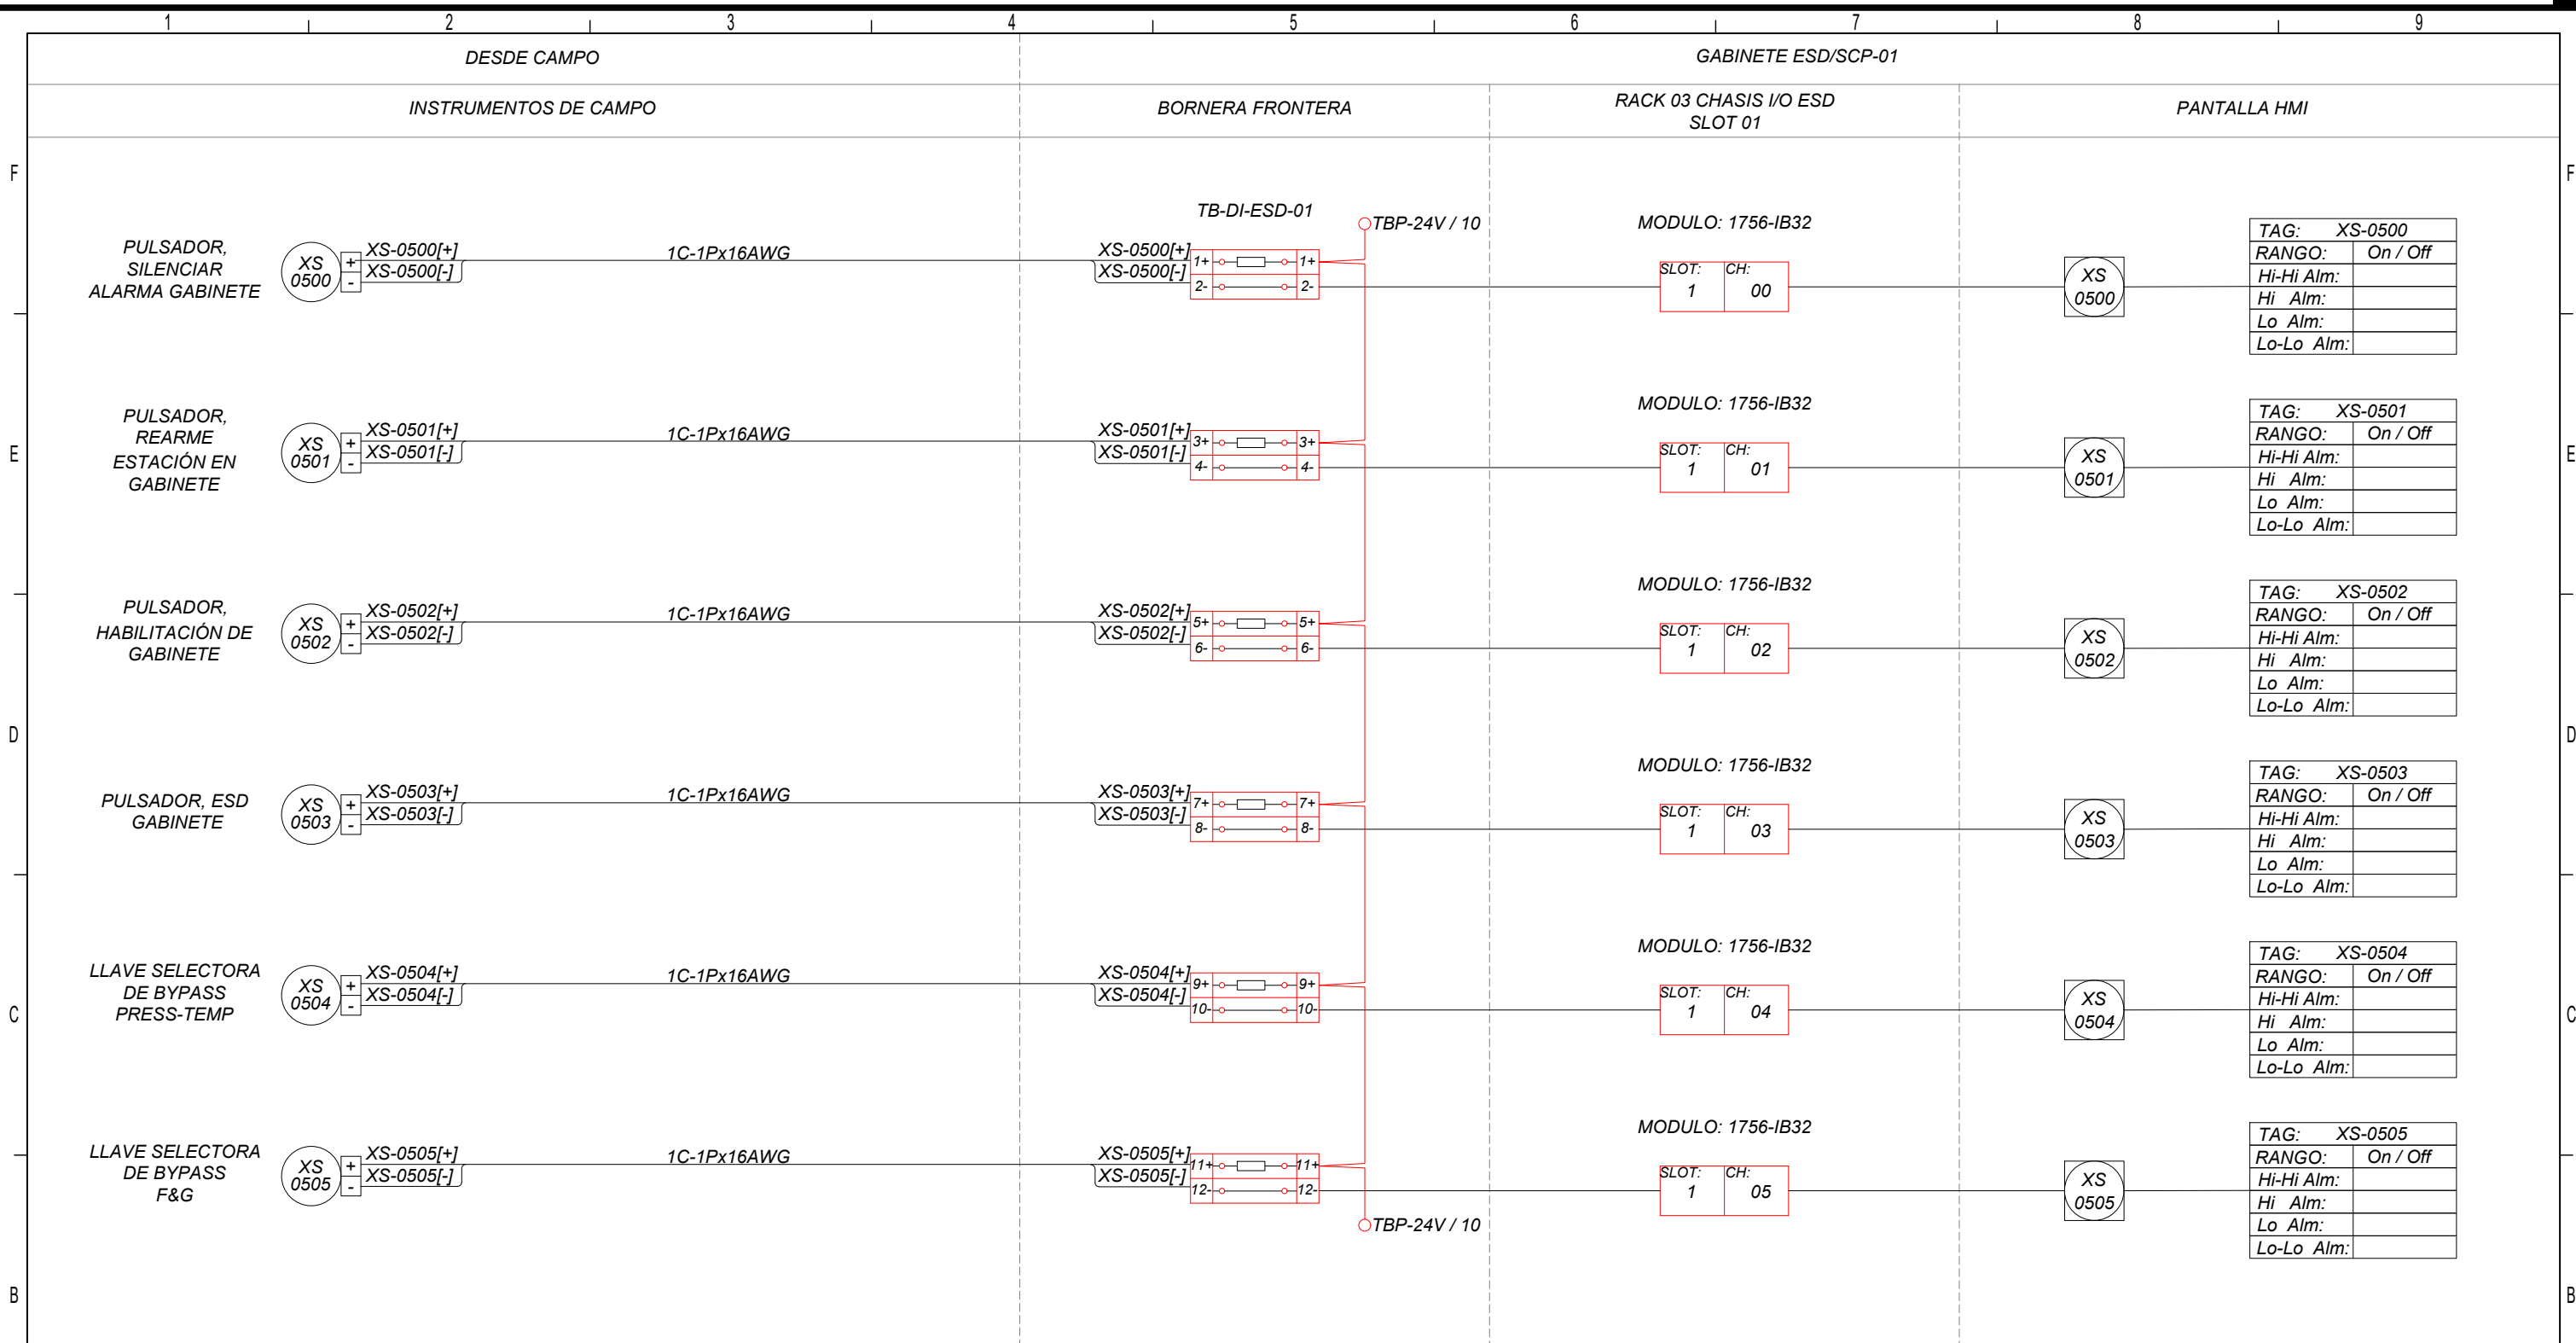 1 2 3 4 5 6 7 8 9
DESDE CAMPO
GABINETE ESD/SCP-01
INSTRUMENTOS DE CAMPO
BORNERA FRONTERA
RACK 03 CHASIS I/O ESD
SLOT 01
PANTALLA HMI
F
F
TB-DI-ESD-01
TBP-24V / 10
PULSADOR,
SILENCIAR
ALARMA GABINETE
XS
0500
+
-
XS-0500[+]
XS-0500[-]
1C-1Px16AWG
XS-0500[+]
XS-0500[-]
1+ 1+
2- 2-
MODULO: 1756-IB32
SLOT: CH:
1 00
XS
0500
TAG: XS-0500
RANGO: On / Off
Hi-Hi Alm:
Hi Alm:
Lo Alm:
Lo-Lo Alm:
E
E
PULSADOR,
REARME
ESTACIÓN EN
GABINETE
XS
0501
+
-
XS-0501[+]
XS-0501[-]
1C-1Px16AWG
XS-0501[+]
XS-0501[-]
3+ 3+
4- 4-
MODULO: 1756-IB32
SLOT: CH:
1 01
XS
0501
TAG: XS-0501
RANGO: On / Off
Hi-Hi Alm:
Hi Alm:
Lo Alm:
Lo-Lo Alm:
PULSADOR,
HABILITACIÓN DE
GABINETE
XS
0502
+
-
XS-0502[+]
XS-0502[-]
1C-1Px16AWG
XS-0502[+]
XS-0502[-]
5+ 5+
6- 6-
MODULO: 1756-IB32
SLOT: CH:
1 02
XS
0502
TAG: XS-0502
RANGO: On / Off
Hi-Hi Alm:
Hi Alm:
Lo Alm:
Lo-Lo Alm:
D
D
PULSADOR, ESD
GABINETE
XS
0503
+
-
XS-0503[+]
XS-0503[-]
1C-1Px16AWG
XS-0503[+]
XS-0503[-]
7+ 7+
8- 8-
MODULO: 1756-IB32
SLOT: CH:
1 03
XS
0503
TAG: XS-0503
RANGO: On / Off
Hi-Hi Alm:
Hi Alm:
Lo Alm:
Lo-Lo Alm:
C
C
LLAVE SELECTORA
DE BYPASS
PRESS-TEMP
XS
0504
+
-
XS-0504[+]
XS-0504[-]
1C-1Px16AWG
XS-0504[+]
XS-0504[-]
9+ 9+
10- 10-
MODULO: 1756-IB32
SLOT: CH:
1 04
XS
0504
TAG: XS-0504
RANGO: On / Off
Hi-Hi Alm:
Hi Alm:
Lo Alm:
Lo-Lo Alm:
LLAVE SELECTORA
DE BYPASS
F&G
XS
0505
+
-
XS-0505[+]
XS-0505[-]
1C-1Px16AWG
XS-0505[+]
XS-0505[-]
11+ 11+
12- 12-
TBP-24V / 10
MODULO: 1756-IB32
SLOT: CH:
1 05
XS
0505
TAG: XS-0505
RANGO: On / Off
Hi-Hi Alm:
Hi Alm:
Lo Alm:
Lo-Lo Alm:
B
B